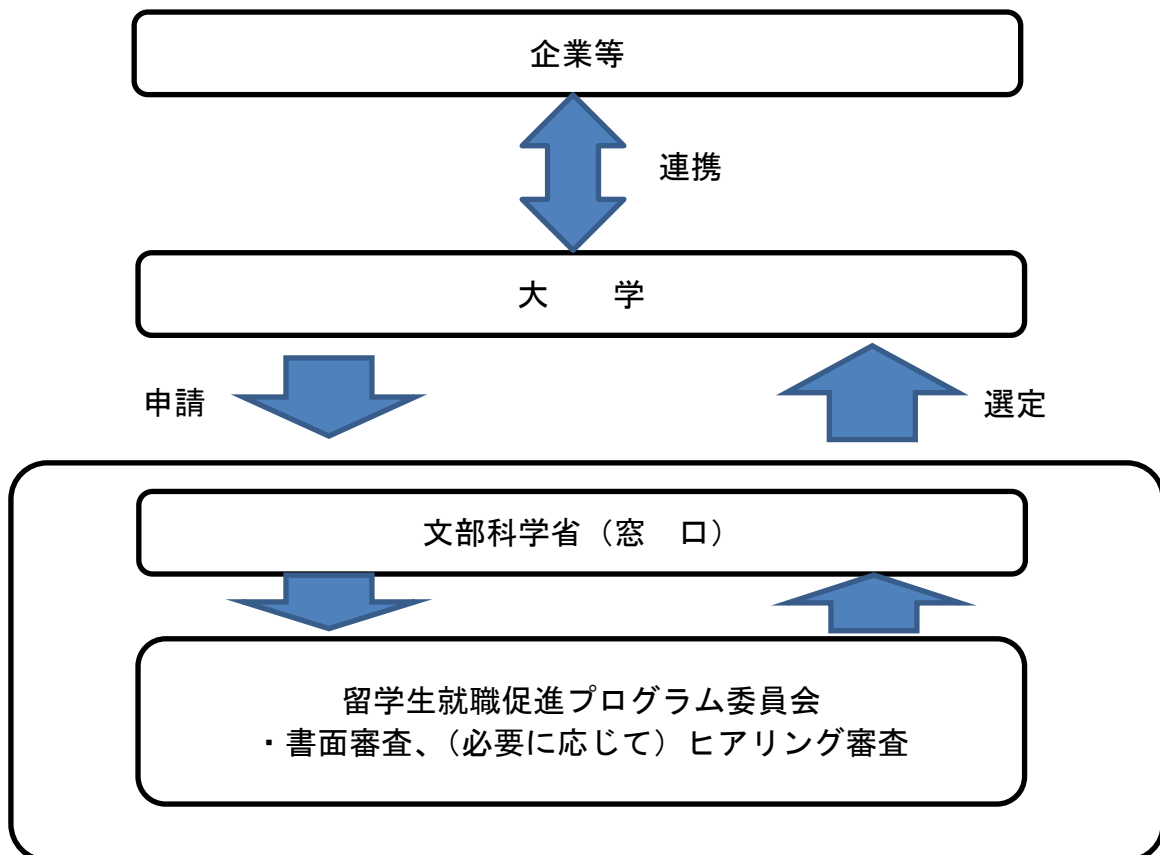 企業等
連携
大　　学
申請
選定
文部科学省（窓　口）
留学生就職促進プログラム委員会
・書面審査、（必要に応じて）ヒアリング審査